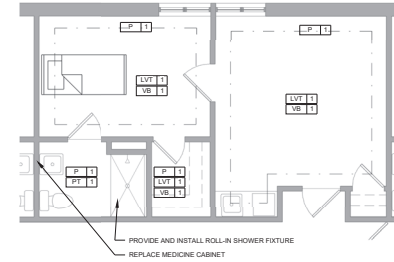 P 1
P 1
LVT 1
VB 1
LVT 1
VB 1
P 1
PT 1
P 1
LVT 1
VB 1
PROVIDE AND INSTALL ROLL-IN SHOWER FIXTURE
REPLACE MEDICINE CABINET